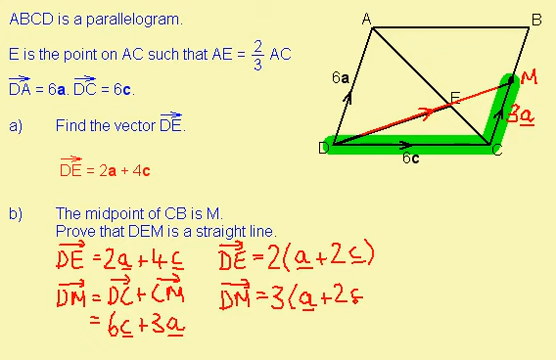 ABCD is a parallelogram.
E is the point on AC such that AE = 2/3 AC
DA = 6a. DC = 6c.
a) Find the vector DE.
DE = 2a + 4c
b) The midpoint of CB is M.
Prove that DEM is a straight line.
DE = 2a + 4c
DM = DC + CM
= 6c + 3a
DE = 2(a + 2c)
DM = 3(a + 2c
A
B
6a
M
E
3a
D
6c
C